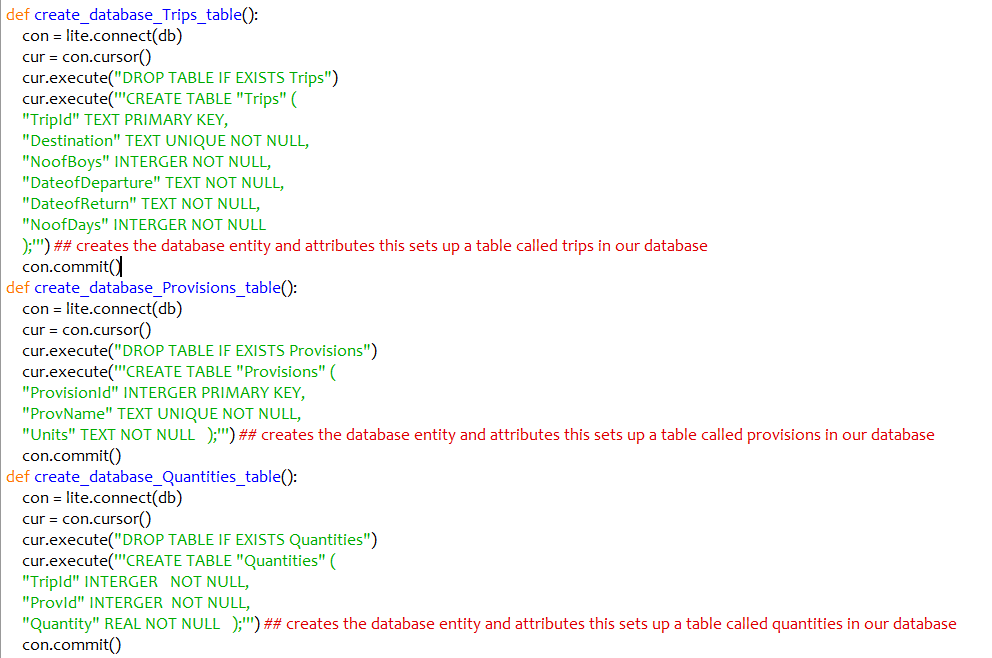 def create_database_Trips_table():
con = lite.connect(db)
cur = con.cursor()
cur.execute("DROP TABLE IF EXISTS Trips")
cur.execute('''CREATE TABLE "Trips" (
"TripId" TEXT PRIMARY KEY,
"Destination" TEXT UNIQUE NOT NULL,
"NoofBoys" INTERGER NOT NULL,
"DateofDeparture" TEXT NOT NULL,
"DateofReturn" TEXT NOT NULL,
"NoofDays" INTERGER NOT NULL
);''') ## creates the database entity and attributes this sets up a table called trips in our database
con.commit()
def create_database_Provisions_table():
con = lite.connect(db)
cur = con.cursor()
cur.execute("DROP TABLE IF EXISTS Provisions")
cur.execute('''CREATE TABLE "Provisions" (
"ProvisionId" INTERGER PRIMARY KEY,
"ProvName" TEXT UNIQUE NOT NULL,
"Units" TEXT NOT NULL   );''') ## creates the database entity and attributes this sets up a table called provisions in our database
con.commit()
def create_database_Quantities_table():
con = lite.connect(db)
cur = con.cursor()
cur.execute("DROP TABLE IF EXISTS Quantities")
cur.execute('''CREATE TABLE "Quantities" (
"TripId" INTERGER   NOT NULL,
"ProvId" INTERGER  NOT NULL,
"Quantity" REAL NOT NULL   );''') ## creates the database entity and attributes this sets up a table called quantities in our database
con.commit()